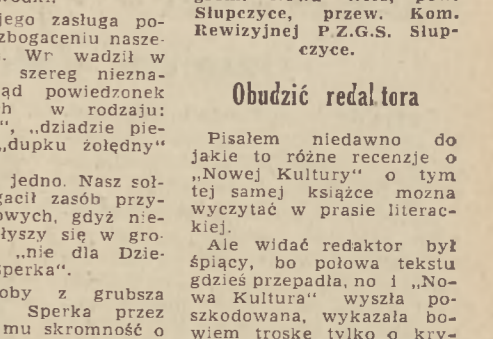 jego zasługa po-
zbogaceniu nasze-
. Wr wadził w
szereg niezna-
ąd powiedzonek
h w rodzaju:
“, „dziadzie pie-
„dupku żołędny“
jedno. Nasz soł-
gacił zasób przy-
owych, gdyż nie-
łyszy się w gro-
„nie dla Dzie-
sperka“.
oby z grubsza
Sperka przez
mu skromność o
Słupczyce, przew. Kom.
Rewizyjnej P.Z.G.S. Słup-
czyce.
Obudzić redaltora
Pisałem niedawno do
jakie to różne recenzje o
„Nowej Kultury“ o tym
tej samej książce mozna
wyczytać w prasie literac-
kiej.
Ale widać redaktor był
śpiący, bo połowa tekstu
gdzieś przepadła, no i „No-
wa Kultura“ wyszła po-
szkodowana, wykazała bo-
wiem troskę tylko o kry-